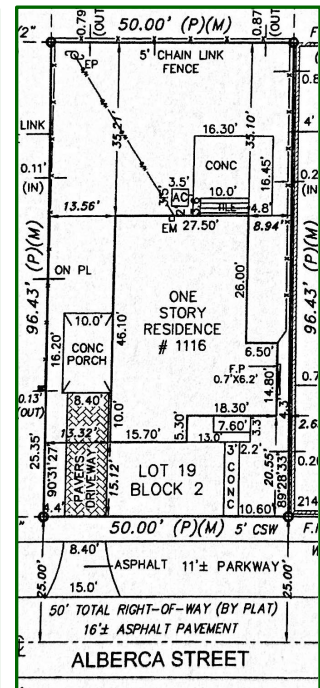 0.79
(OUT
50.00' (P)(M)
0.87
(OUT
/2"
F
5' CHAIN LINK
FENCE
EP
LINK
35.21'
35.10'
16.30'
CONC
16.45'
4'
0.11'
(IN)
3.5'
AC
10.0'
TILE
4.8'
0.2
(IN)
13.56'
EM
27.50'
8.94'
96.43' (P)(M)
96.43' (P)(M)
ON PL
ONE
STORY
RESIDENCE
# 1116
26.00'
46.10'
10.0'
CONC
PORCH
16.20'
6.50'
F.P
0.7'X6.2'
14.80'
0.13'
(OUT)
8.40'
10.0'
4.3'
18.30'
13.32'
15.70'
5.30'
7.60'
3.3'
13.0'
25.35'
90°31'27"
PAVERS
DRIVEWAY
15.12'
LOT 19
BLOCK 2
3'
2.2'
CONC
20.55'
89°28'33"
4.4'
10.60'
214
50.00' (P)(M)
5' CSW
8.40'
ASPHALT
11'± PARKWAY
15.0'
25.00'
25.00'
50' TOTAL RIGHT-OF-WAY (BY PLAT)
16'± ASPHALT PAVEMENT
ALBERCA STREET